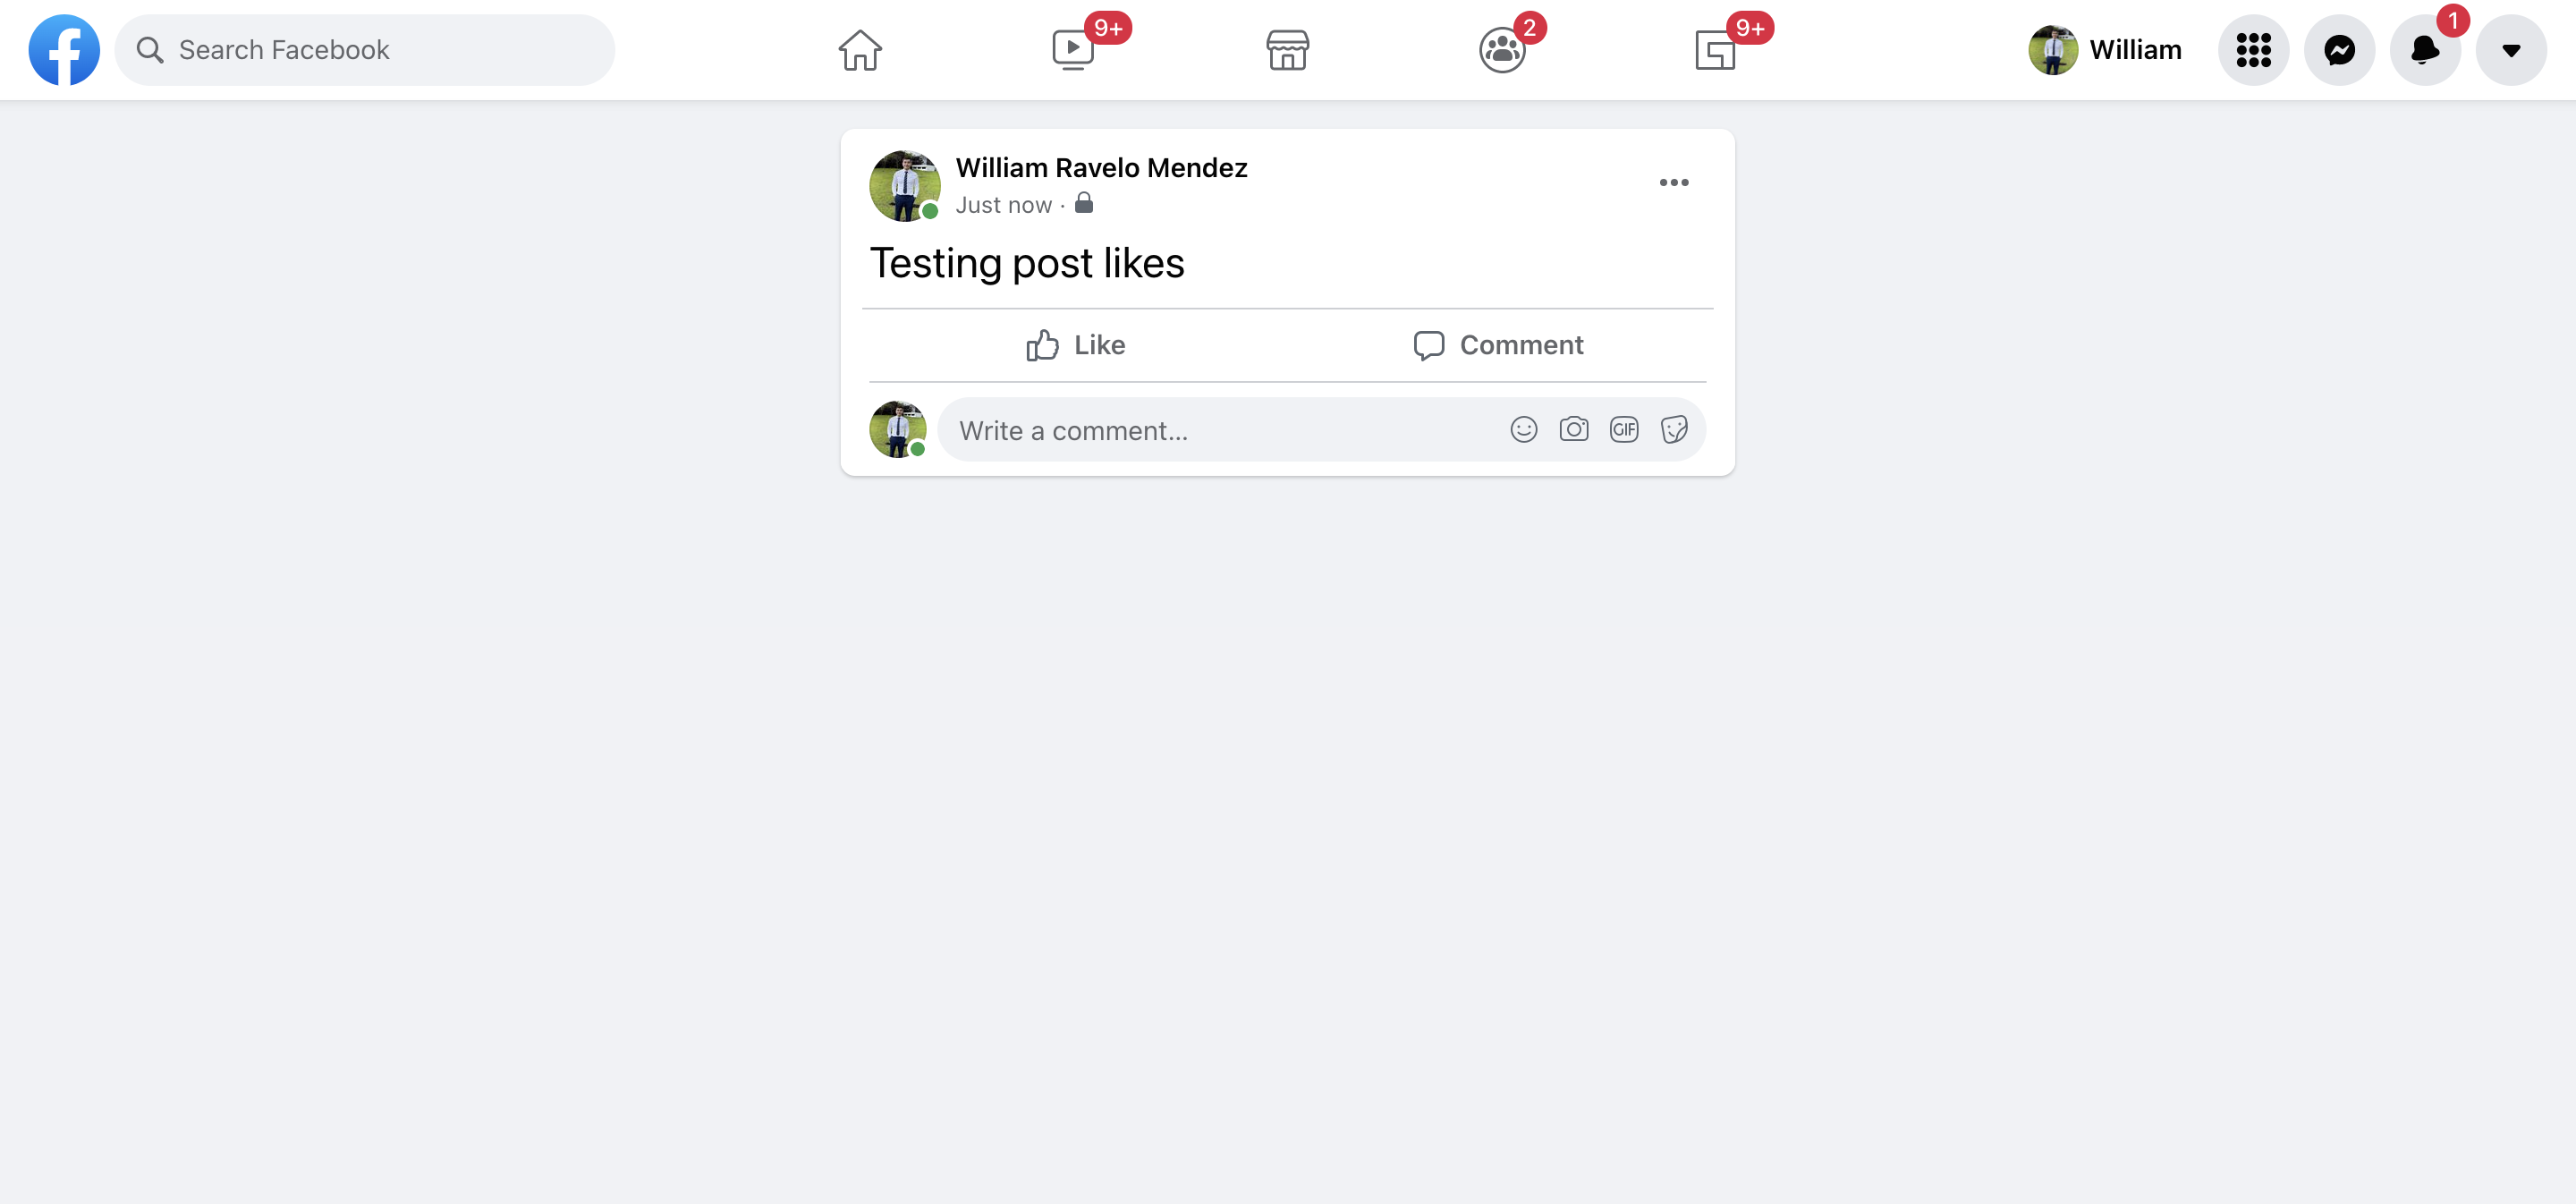 Search Facebook
9+
2
9+
William
1
William Ravelo Mendez
Just now ·
Testing post likes
Like
Comment
Write a comment...
GIF